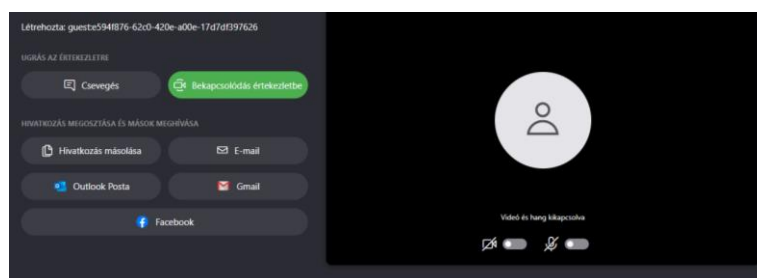 Létrehozta: guest:e594f876-62c0-420e-a00e-17d7df397626
UGRÁS AZ ÉRTEKEZLETRE
Csevegés
Bekapcsolódás értekezletbe
HIVATKOZÁS MEGOSZTÁSA ÉS MÁSOK MEGHÍVÁSA
Hivatkozás másolása
E-mail
Outlook Posta
Gmail
Facebook
Videó és hang kikapcsolva